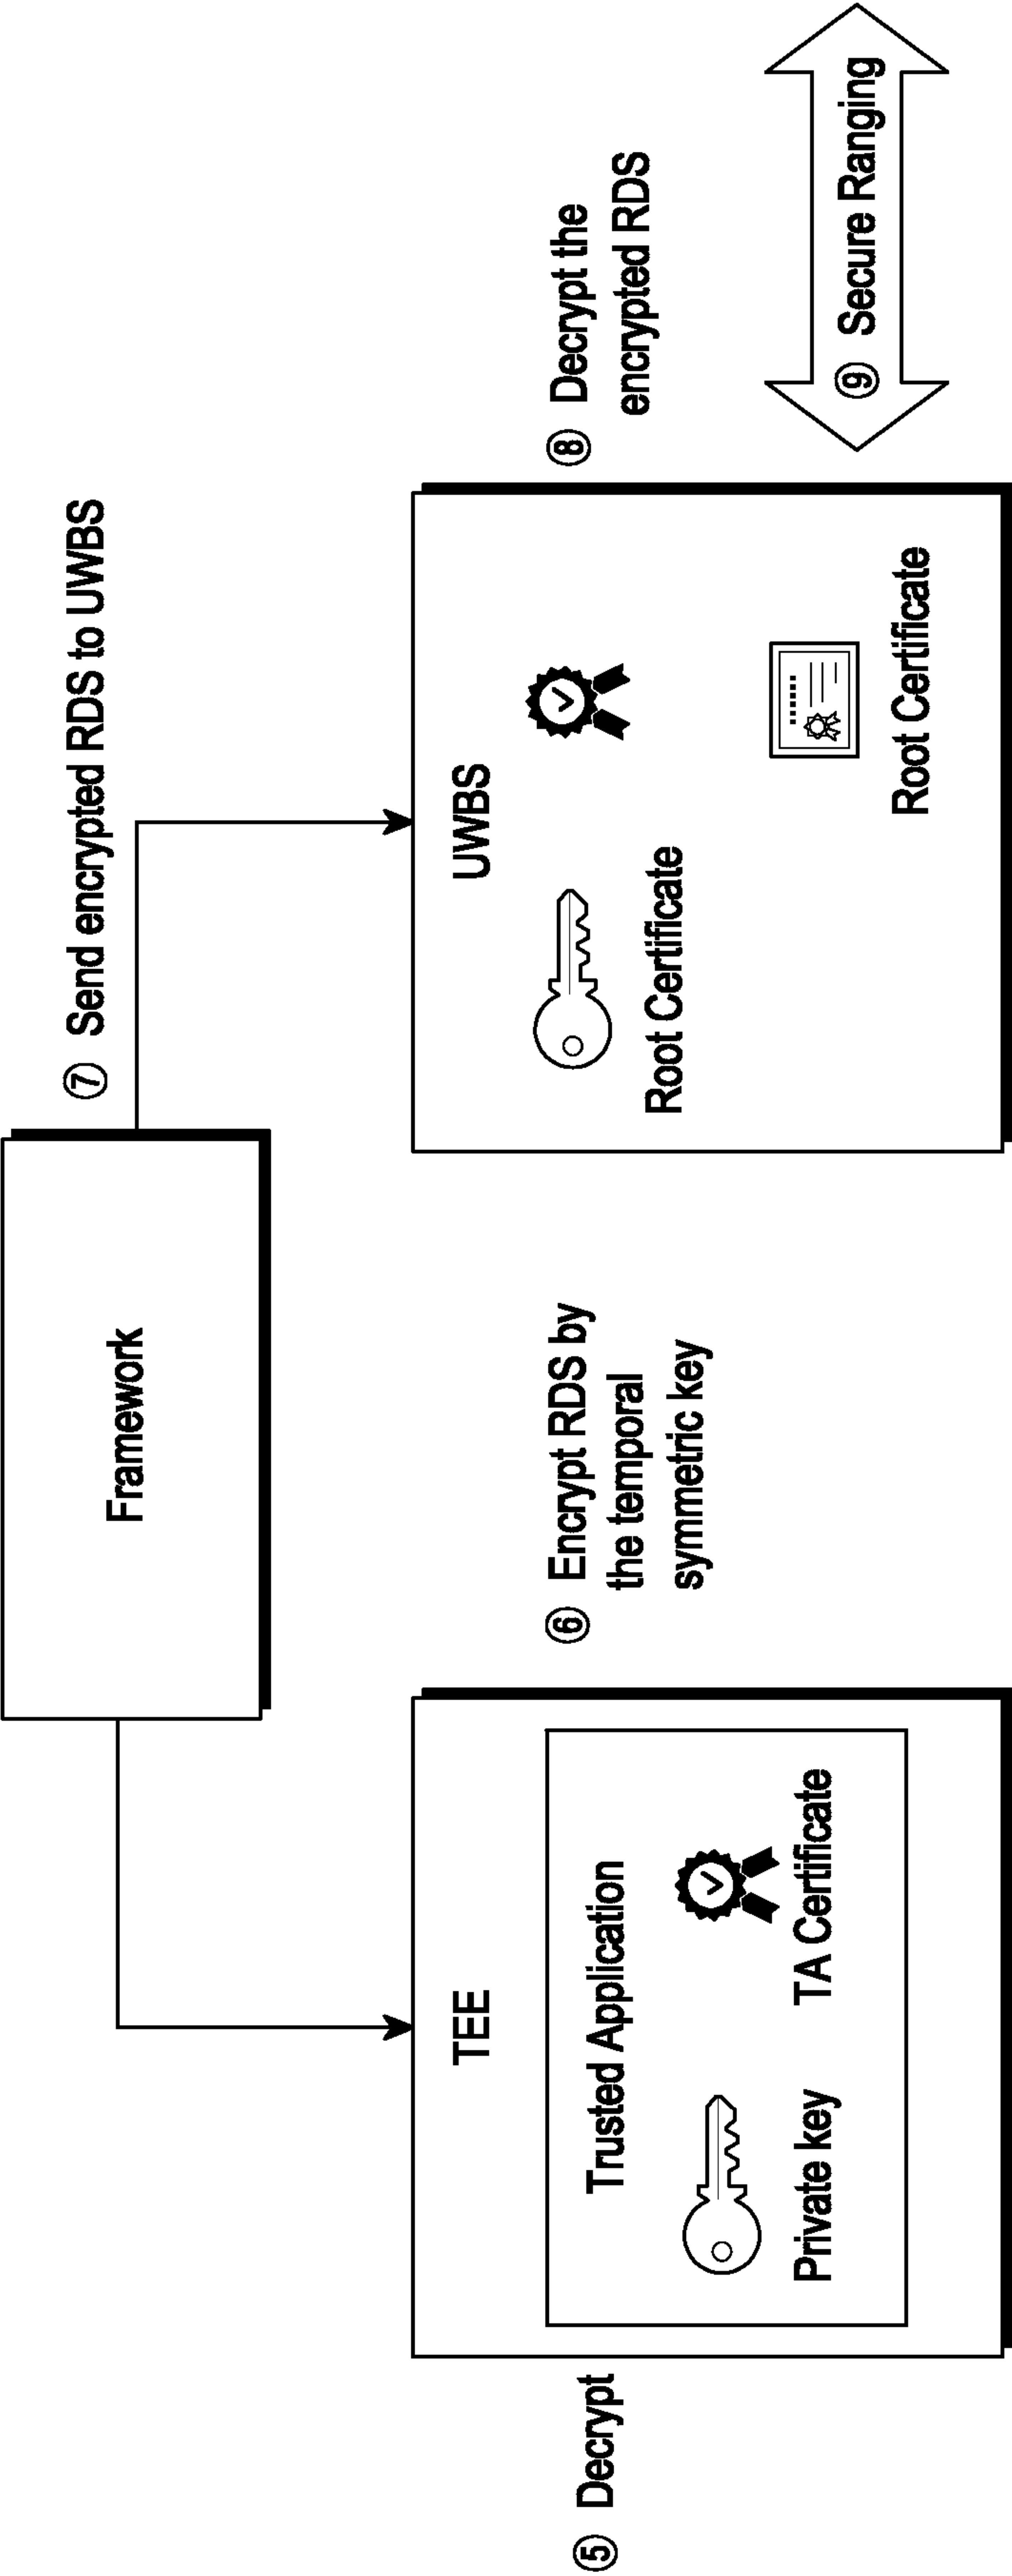 Framework
⑦ Send encrypted RDS to UWBS
⑤ Decrypt
TEE
Trusted Application
Private key
TA Certificate
⑥ Encrypt RDS by
the temporal
symmetric key
UWBS
Root Certificate
Root Certificate
⑧ Decrypt the
encrypted RDS
⑨ Secure Ranging